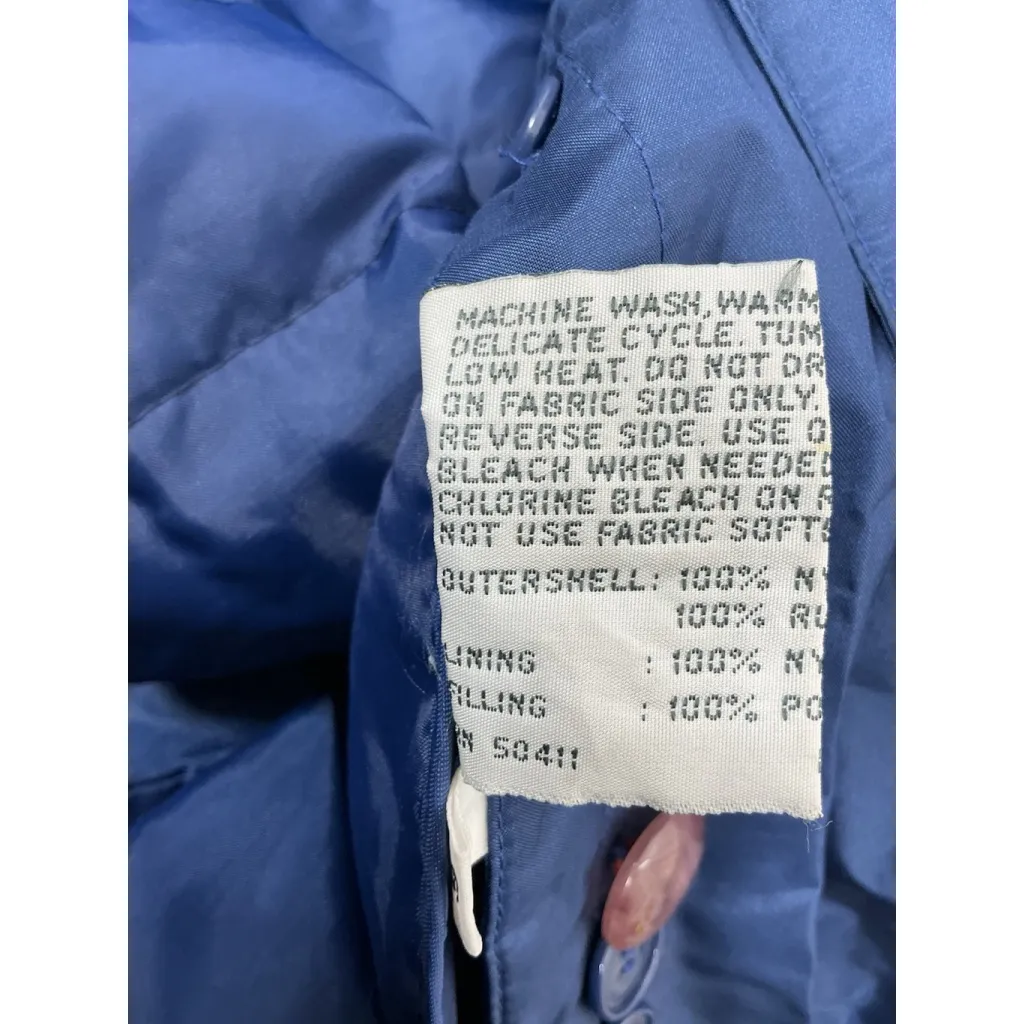 MACHINE WASH, WARM
DELICATE CYCLE. TUM
LOW HEAT. DO NOT DR
ON FABRIC SIDE ONLY.
REVERSE SIDE. USE O
BLEACH WHEN NEEDED
CHLORINE BLEACH ON R
NOT USE FABRIC SOFTE
OUTERSHELL: 100% NY
100% RU
LINING : 100% NY
FILLING : 100% PO
RN 50411